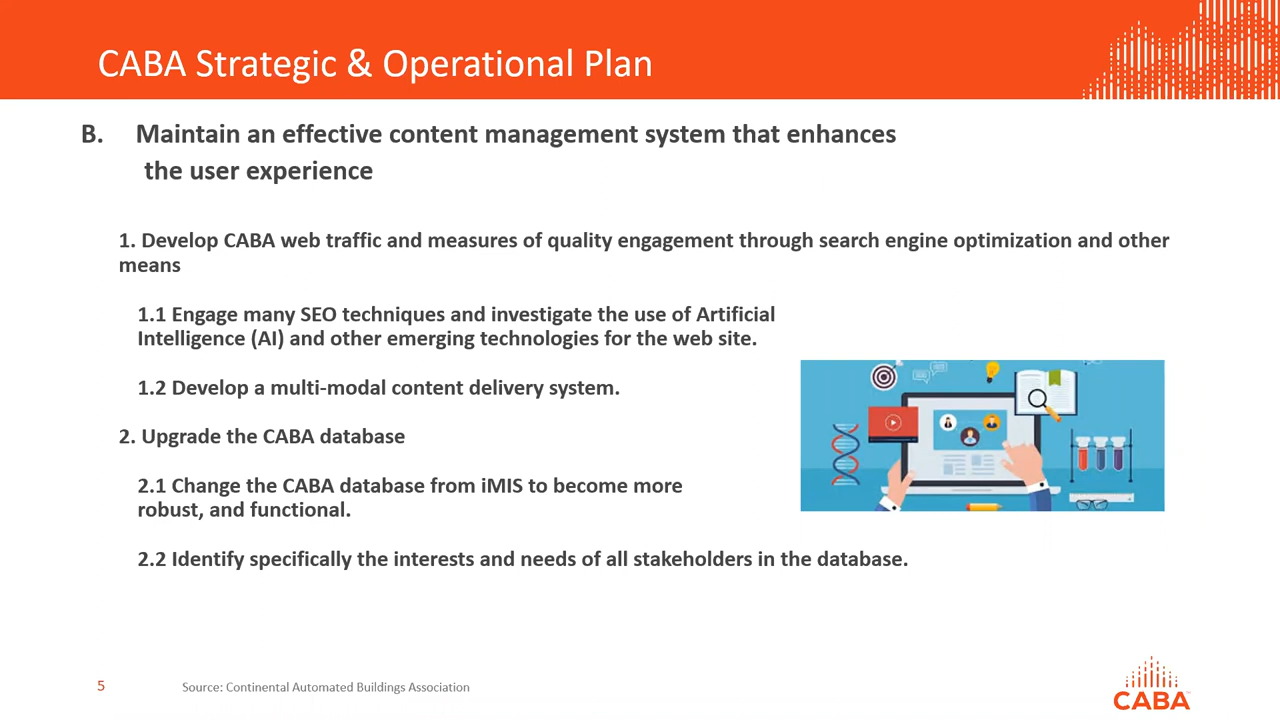 CABA Strategic & Operational Plan
B. Maintain an effective content management system that enhances
the user experience
1. Develop CABA web traffic and measures of quality engagement through search engine optimization and other
means
1.1 Engage many SEO techniques and investigate the use of Artificial
Intelligence (AI) and other emerging technologies for the web site.
1.2 Develop a multi-modal content delivery system.
2. Upgrade the CABA database
2.1 Change the CABA database from iMIS to become more
robust, and functional.
2.2 Identify specifically the interests and needs of all stakeholders in the database.
5
Source: Continental Automated Buildings Association
CABA